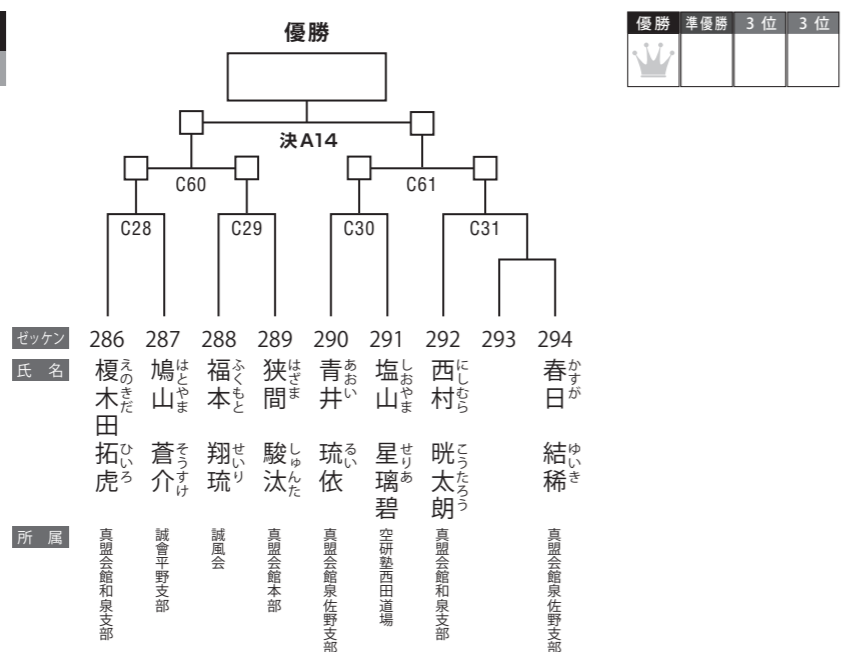 優勝
優勝 準優勝 3位 3位
決A14
C60 C61
C28 C29 C30 C31
ゼッケン 286 287 288 289 290 291 292 293 294
氏名
榎木田 拓虎
えのきだ ひいろ
鳩山 蒼介
はとやま そうすけ
福本 翔琉
ふくもと せいり
狭間 駿汰
はざま しゅんた
青井 琉依
あおい るい
塩山 星璃碧
しおやま せりあ
西村 晄太朗
にしむら こうたろう
春日 結稀
かすが ゆいき
所属
真盟会館和泉支部
誠會平野支部
誠風会
真盟会館本部
真盟会館泉佐野支部
空研塾西田道場
真盟会館和泉支部
真盟会館泉佐野支部